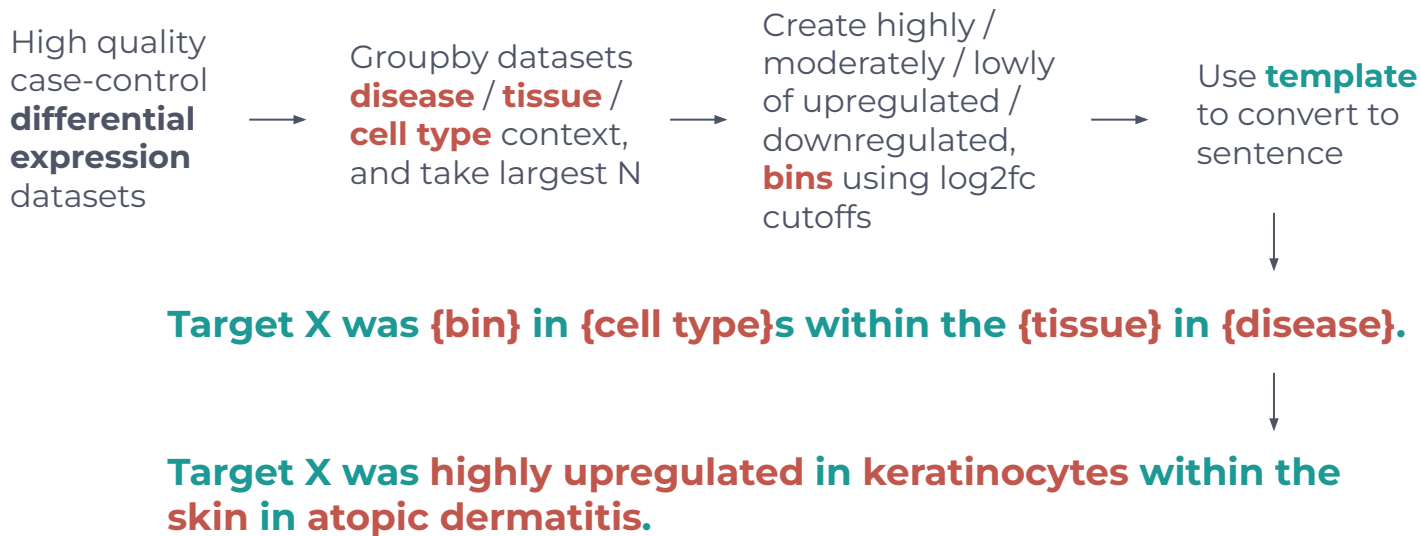 High quality
case-control
differential
expression
datasets
Groupby datasets
disease / tissue /
cell type context,
and take largest N
Create highly /
moderately / lowly
of upregulated /
downregulated,
bins using log2fc
cutoffs
Use template
to convert to
sentence
Target X was {bin} in {cell type}s within the {tissue} in {disease}.
Target X was highly upregulated in keratinocytes within the
skin in atopic dermatitis.